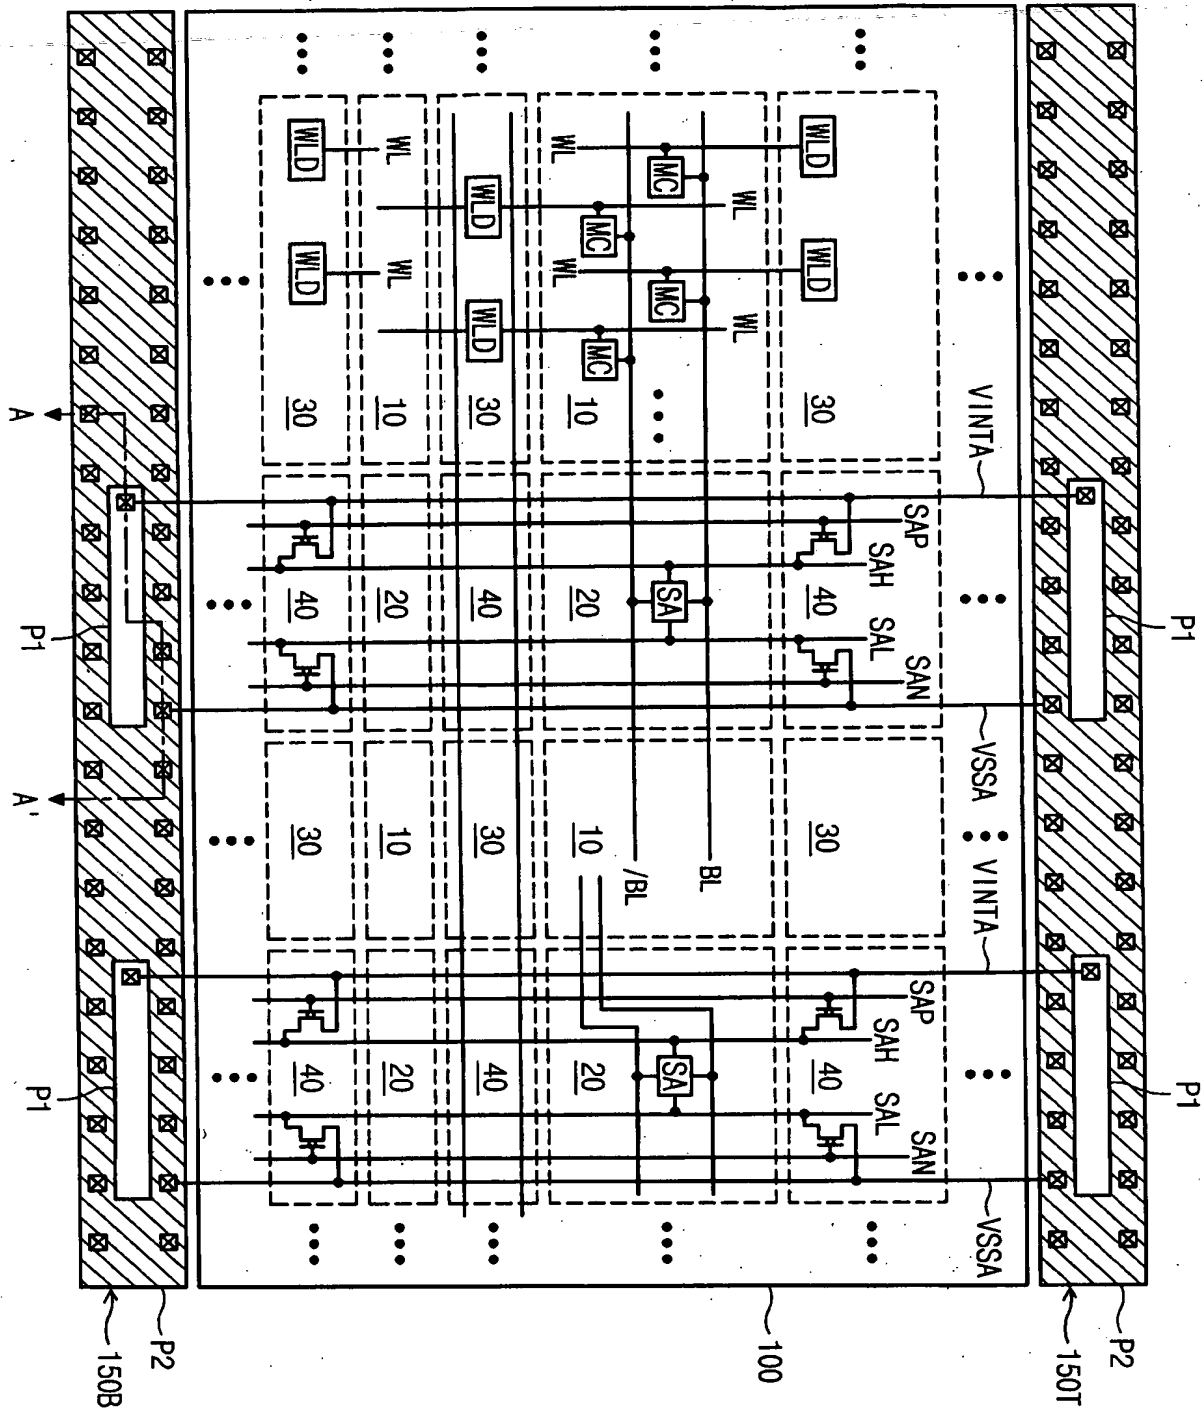 P1 P1
P2
150T
VINTA VSSA VINTA VSSA
SAP SAN SAP SAN
SAH SAL SAH SAL
WLD WLD 30 40 30 40
100
WL WL
BL
MC MC SA SA
/BL
MC MC
10 20 10 20
WL WL
WLD WLD 30 40 30 40
WL WL 10 20 10 20
WLD WLD 30 40 30 40
P2
150B
P1 P1
A A'